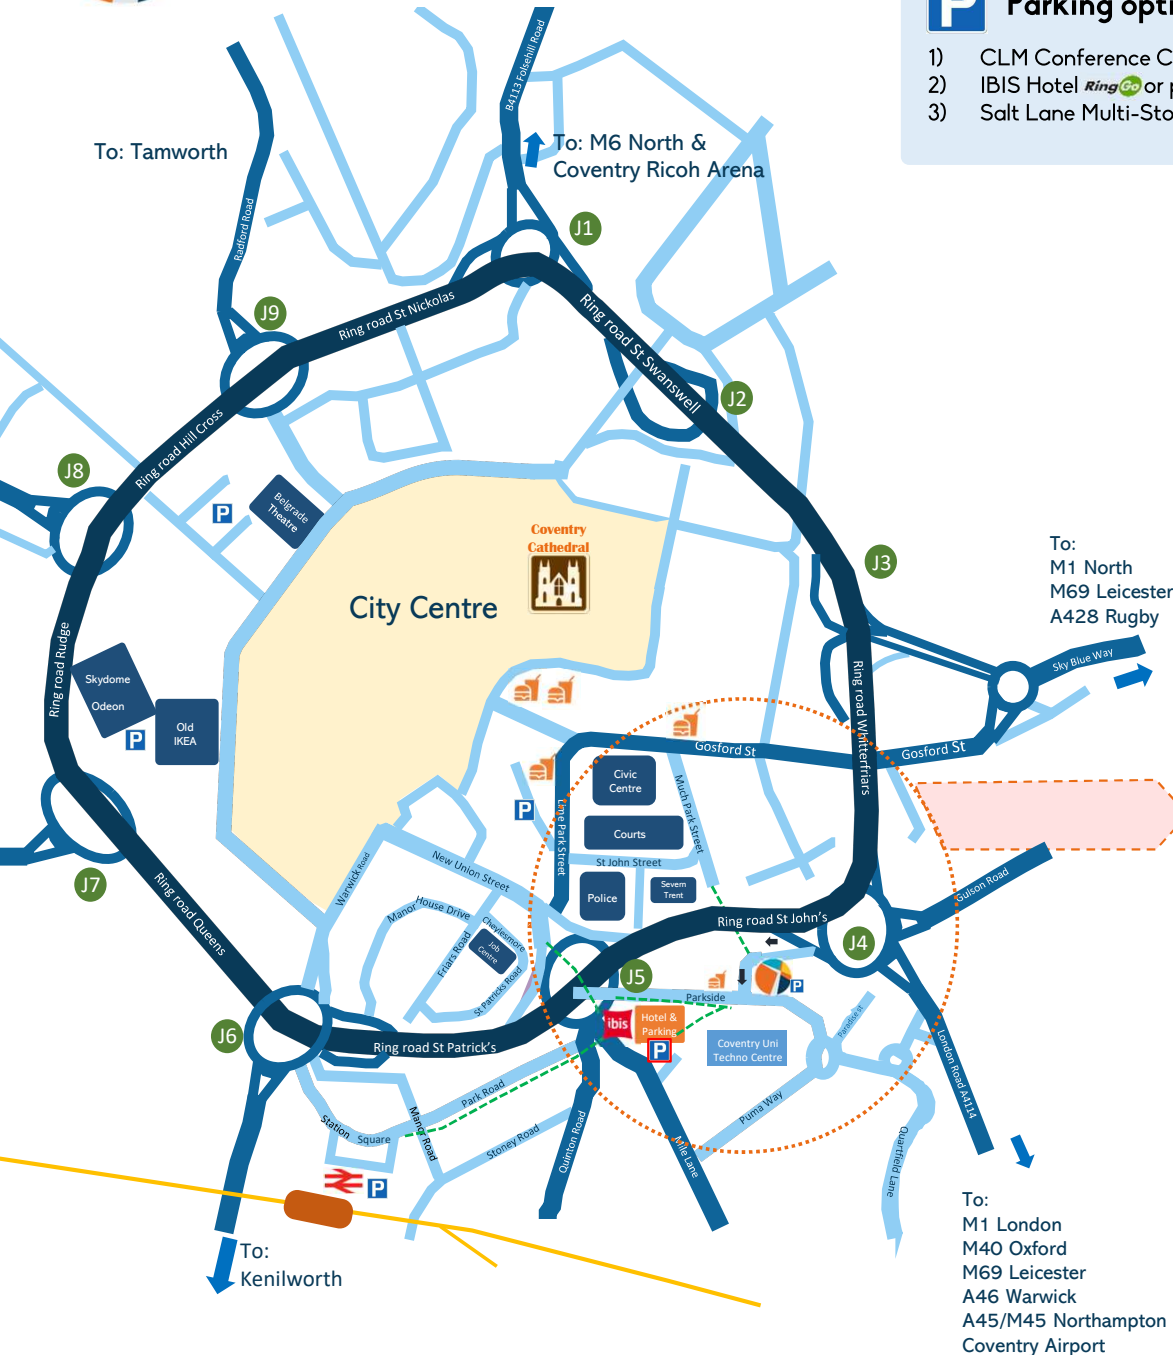 P Parking opti
1) CLM Conference C
2) IBIS Hotel RingGo or p
3) Salt Lane Multi-Sto
B4113 Folsehill Road
To: Tamworth
To: M6 North &
Coventry Ricoh Arena
Radford Road
J1
J9
Ring road St Nickolas
Ring road St Swanswell
J2
Ring road Hill Cross
J8
P
Belgrade
Theatre
Coventry
Cathedral
City Centre
J3
To:
M1 North
M69 Leicester
A428 Rugby
Sky Blue Way
Ring road Rudge
Skydome
Odeon
P
Old
IKEA
Ring road Whitterfriars
Gosford St
Gosford St
Civic
Centre
P
Lime Park Street
Much Park Street
Courts
St John Street
Police
Severn
Trent
New Union Street
Warwick Road
J7
Ring road Queens
Manor House Drive
Cheylesmore
Friars Road
Job
Centre
St Patricks Road
Ring road St John's
Gulson Road
J4
J5
P
Parkside
ibis
Hotel &
Parking
P
Coventry Uni
Techno Centre
Paradise st
J6
Ring road St Patrick's
Park Road
Station
Square
Manor Road
Stoney Road
Quinton Road
Mile Lane
Puma Way
London Road A4114
Quartfield Lane
P
To:
Kenilworth
To:
M1 London
M40 Oxford
M69 Leicester
A46 Warwick
A45/M45 Northampton
Coventry Airport